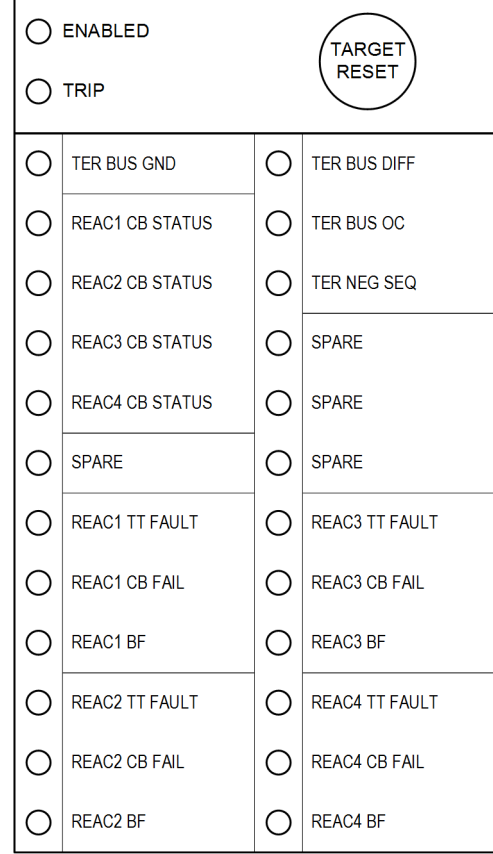 ENABLED
TARGET
RESET
TRIP
TER BUS GND
REAC1 CB STATUS
REAC2 CB STATUS
REAC3 CB STATUS
REAC4 CB STATUS
SPARE
REAC1 TT FAULT
REAC1 CB FAIL
REAC1 BF
REAC2 TT FAULT
REAC2 CB FAIL
REAC2 BF
TER BUS DIFF
TER BUS OC
TER NEG SEQ
SPARE
SPARE
SPARE
REAC3 TT FAULT
REAC3 CB FAIL
REAC3 BF
REAC4 TT FAULT
REAC4 CB FAIL
REAC4 BF